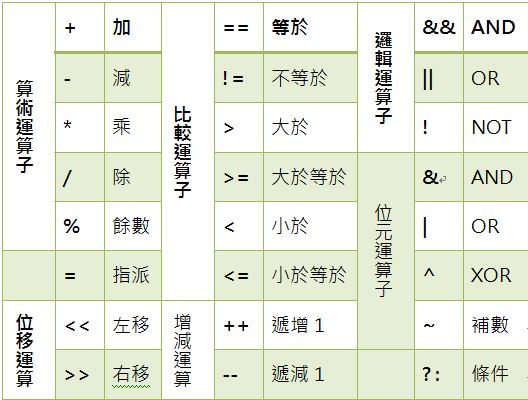 算術運算子 + 加 比較運算子 == 等於 邏輯運算子 && AND
- 減 != 不等於 || OR
* 乘 > 大於 ! NOT
/ 除 >= 大於等於 位元運算子 & AND
% 餘數 < 小於 | OR
= 指派 <= 小於等於 ^ XOR
位移運算 << 左移 增減運算 ++ 遞增 1 ~ 補數
>> 右移 -- 遞減 1 ?: 條件